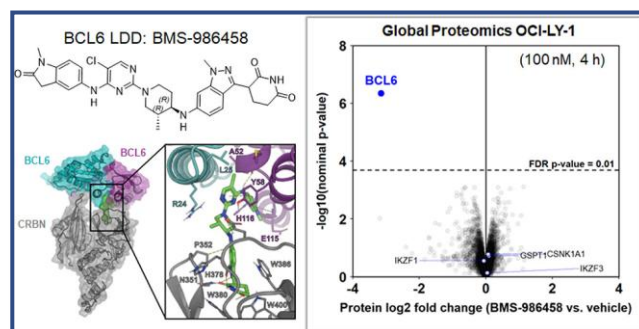 BCL6 LDD: BMS-986458
N
O
Cl
N
H
N
N
N
(R)
(R)
N
H
N
N
O
NH
O
BCL6
BCL6
CRBN
A52
L25
Y58
R24
H116
E115
P352
N351
H378
W386
W380
W400
Global Proteomics OCI-LY-1
(100 nM, 4 h)
BCL6
FDR p-value = 0.01
IKZF1
GSPT1
CSNK1A1
IKZF3
8
6
4
2
0
-4
-2
0
2
4
-log10(nominal p-value)
Protein log2 fold change (BMS-986458 vs. vehicle)